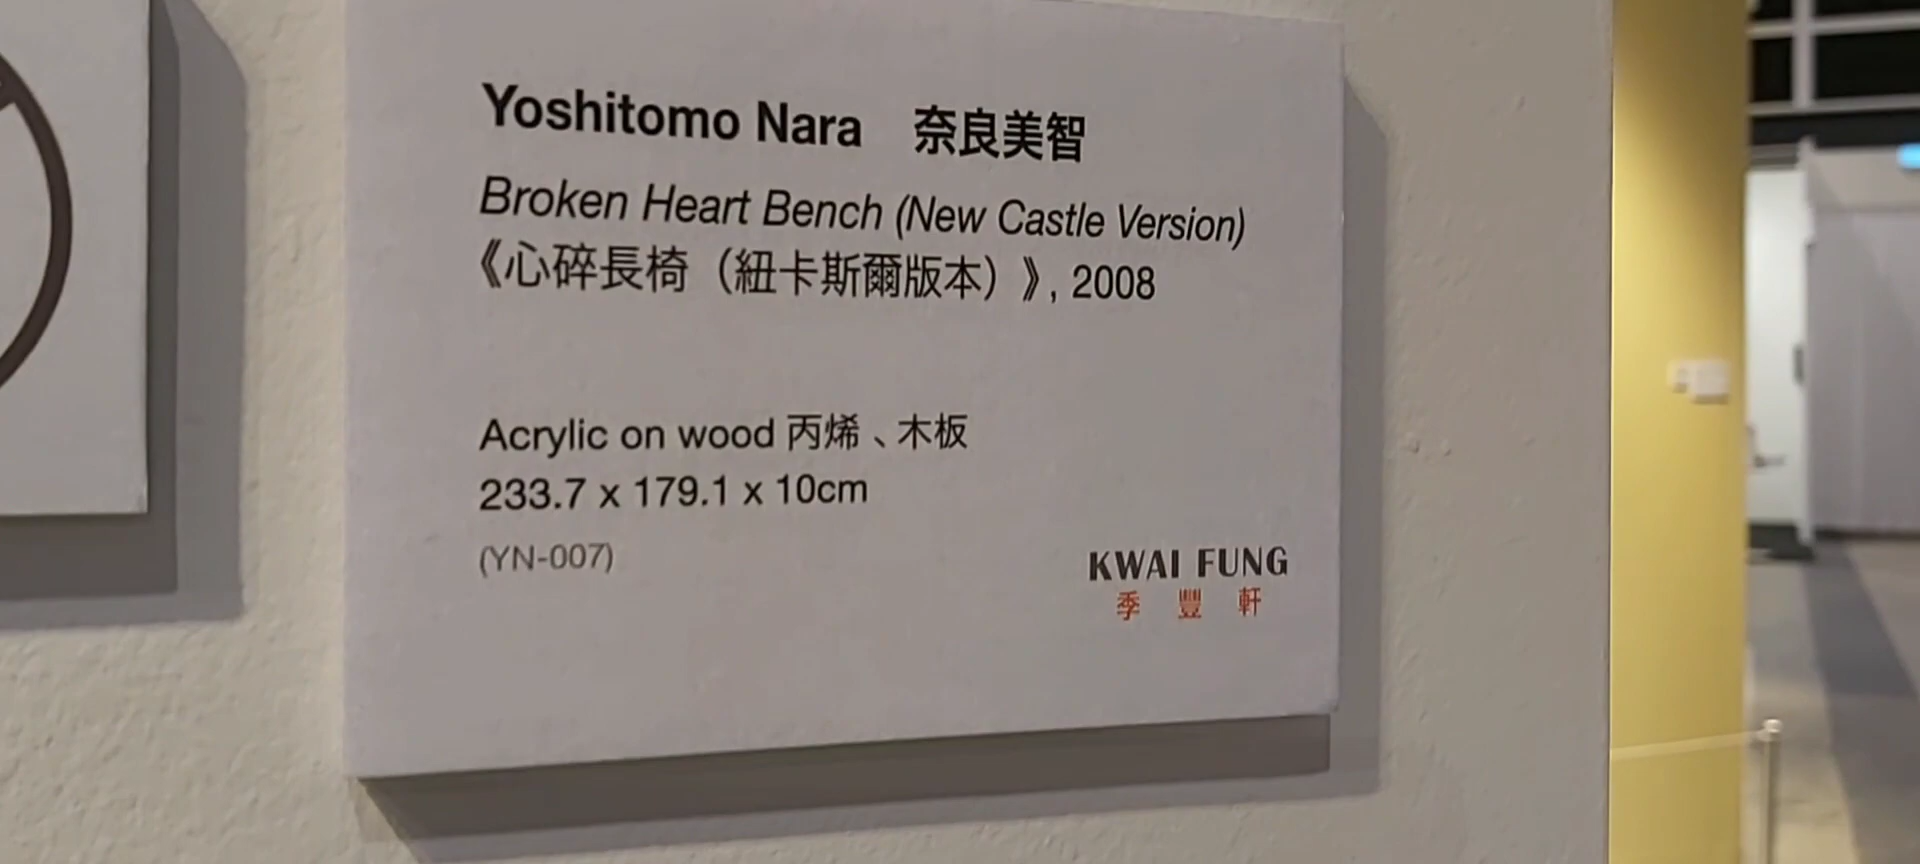 Yoshitomo Nara 奈良美智
Broken Heart Bench (New Castle Version)
《心碎長椅（紐卡斯爾版本）》, 2008
Acrylic on wood 丙烯、木板
233.7 x 179.1 x 10cm
(YN-007)
KWAI FUNG
季豐軒